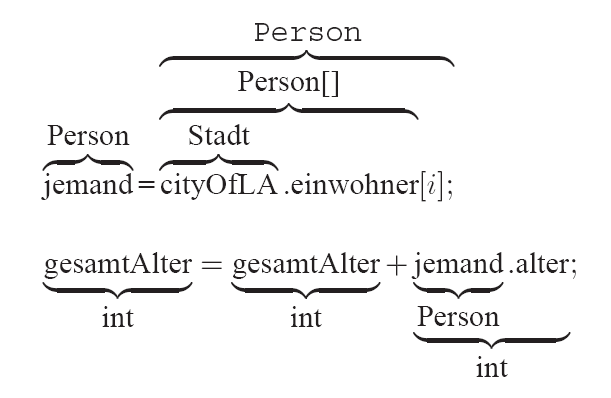 Person
Person[]
Person Stadt
jemand = cityOfLA .einwohner[i];
gesamtAlter = gesamtAlter + jemand .alter;
int int Person
int